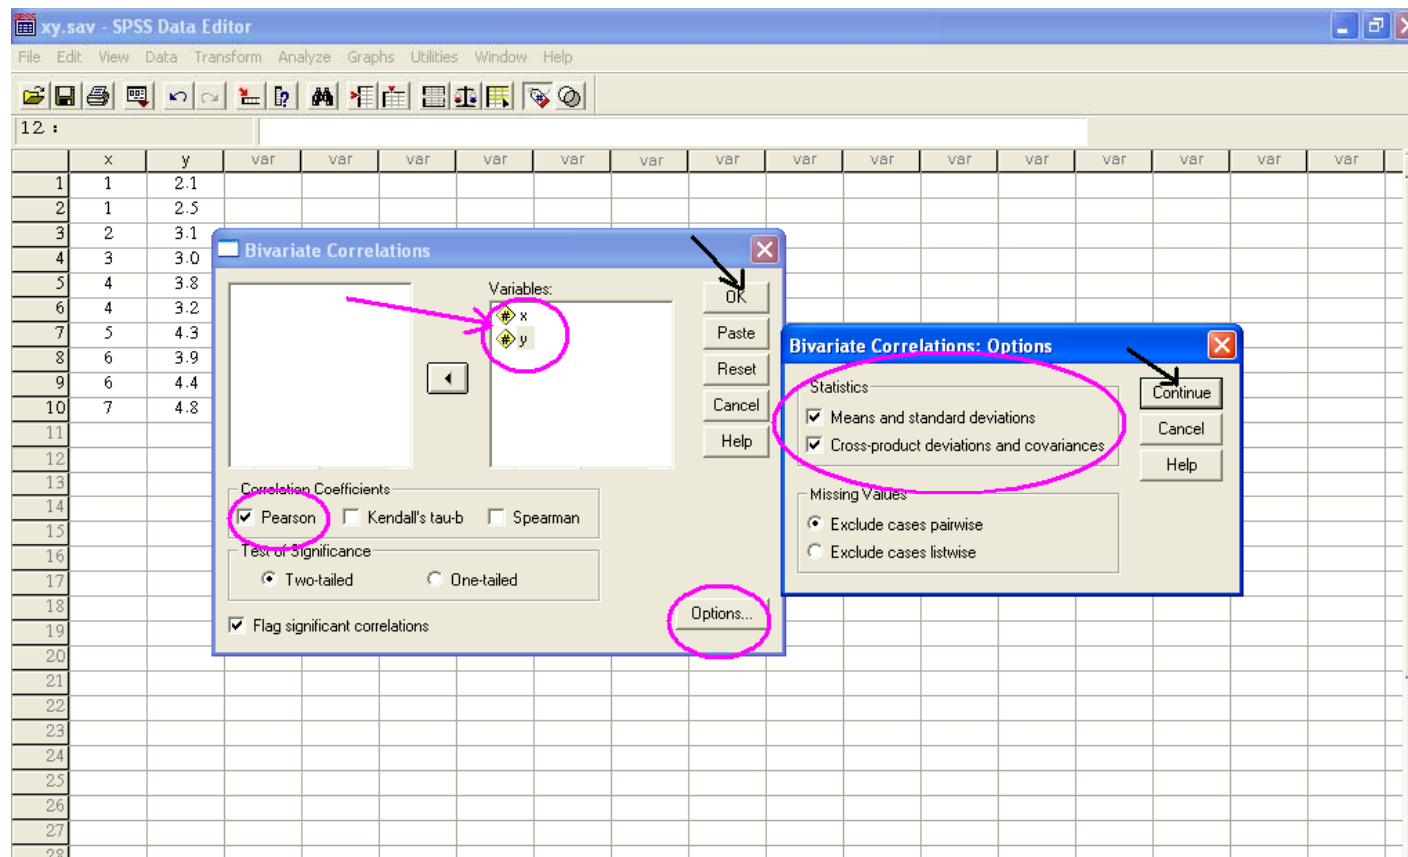 xy.sav - SPSS Data Editor
File Edit View Data Transform Analyze Graphs Utilities Window Help
12 :
x y var var var var var var var var var var var var var var var
1 1 2.1
2 1 2.5
3 2 3.1
4 3 3.0
5 4 3.8
6 4 3.2
7 5 4.3
8 6 3.9
9 6 4.4
10 7 4.8
11
12
13
14
15
16
17
18
19
20
21
22
23
24
25
26
27
28
Bivariate Correlations
Variables:
# x
# y
OK
Paste
Reset
Cancel
Help
Correlation Coefficients
Pearson Kendall's tau-b Spearman
Test of Significance
Two-tailed One-tailed
Flag significant correlations
Options...
Bivariate Correlations: Options
Statistics
Means and standard deviations
Cross-product deviations and covariances
Missing Values
Exclude cases pairwise
Exclude cases listwise
Continue
Cancel
Help